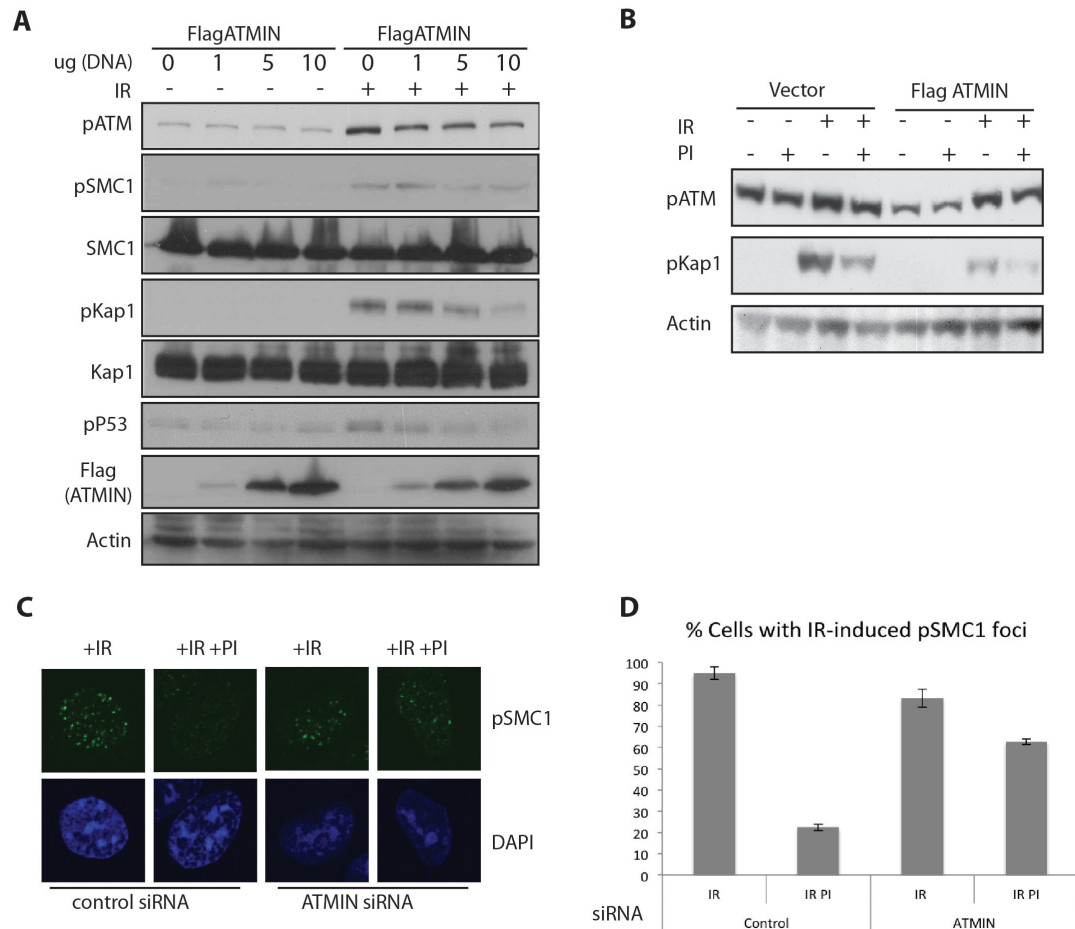 A
FlagATMIN FlagATMIN
ug (DNA) 0 1 5 10 0 1 5 10
IR - - - - + + + +
pATM
pSMC1
SMC1
pKap1
Kap1
pP53
Flag
(ATMIN)
Actin
B
Vector Flag ATMIN
IR - - + + - - + +
PI - + - + - + - +
pATM
pKap1
Actin
C
+IR +IR +PI +IR +IR +PI
pSMC1
DAPI
control siRNA ATMIN siRNA
D
% Cells with IR-induced pSMC1 foci
100
90
80
70
60
50
40
30
20
10
0
IR IR PI IR IR PI
siRNA Control ATMIN